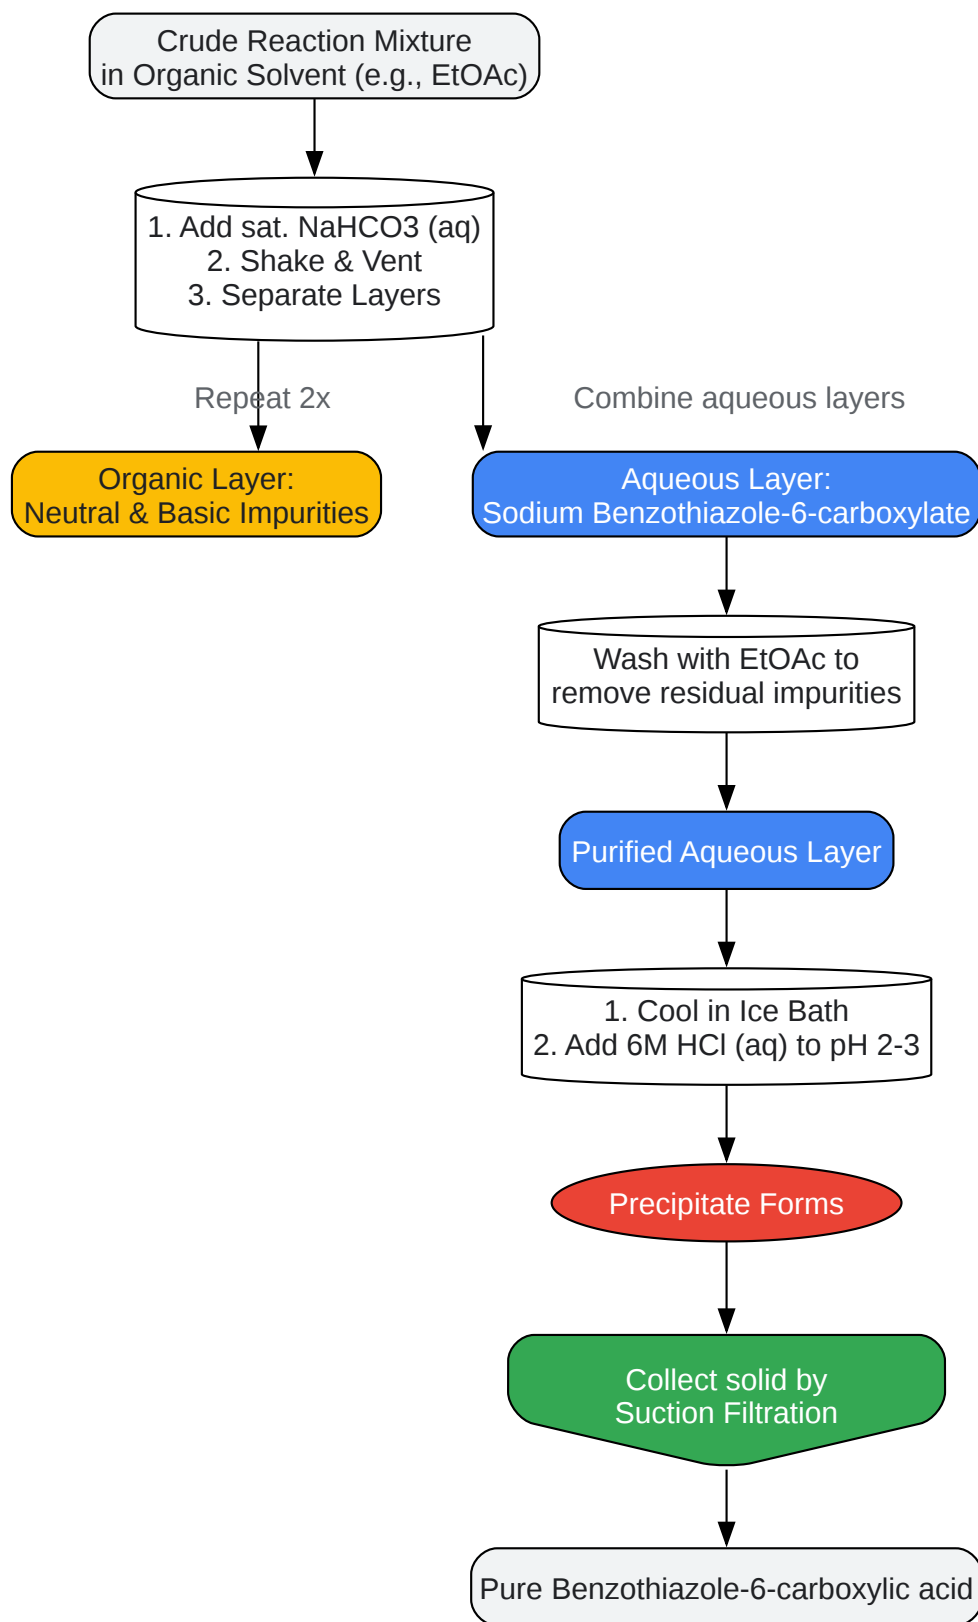 Crude Reaction Mixture
in Organic Solvent (e.g., EtOAc)
1. Add sat. NaHCO3 (aq)
2. Shake & Vent
3. Separate Layers
Repeat 2x
Combine aqueous layers
Organic Layer:
Neutral & Basic Impurities
Aqueous Layer:
Sodium Benzothiazole-6-carboxylate
Wash with EtOAc to
remove residual impurities
Purified Aqueous Layer
1. Cool in Ice Bath
2. Add 6M HCl (aq) to pH 2-3
Precipitate Forms
Collect solid by
Suction Filtration
Pure Benzothiazole-6-carboxylic acid